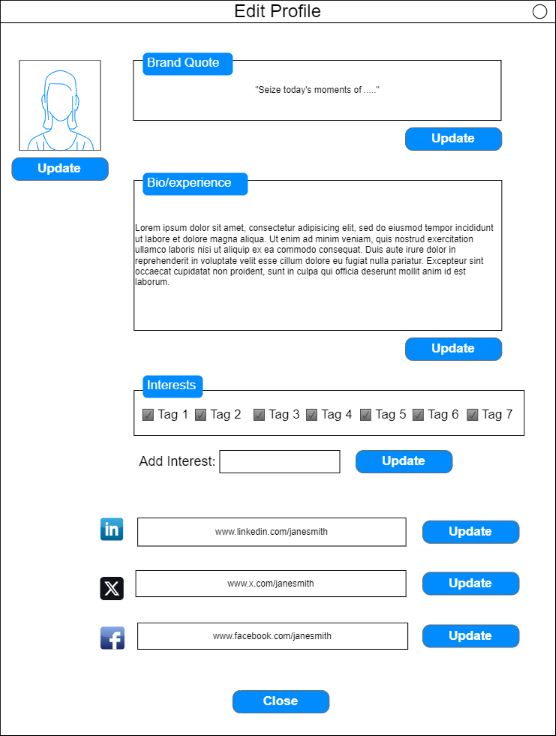 Edit Profile
Brand Quote
"Seize today's moments of ....."
Update
Update
Bio/experience
Lorem ipsum dolor sit amet, consectetur adipisicing elit, sed do eiusmod tempor incididunt
ut labore et dolore magna aliqua. Ut enim ad minim veniam, quis nostrud exercitation
ullamco laboris nisi ut aliquip ex ea commodo consequat. Duis aute irure dolor in
reprehenderit in voluptate velit esse cillum dolore eu fugiat nulla pariatur. Excepteur sint
occaecat cupidatat non proident, sunt in culpa qui officia deserunt mollit anim id est
laborum.
Update
Interests
Tag 1 Tag 2 Tag 3 Tag 4 Tag 5 Tag 6 Tag 7
Add Interest: Update
in www.linkedin.com/janesmith Update
X www.x.com/janesmith Update
f www.facebook.com/janesmith Update
Close